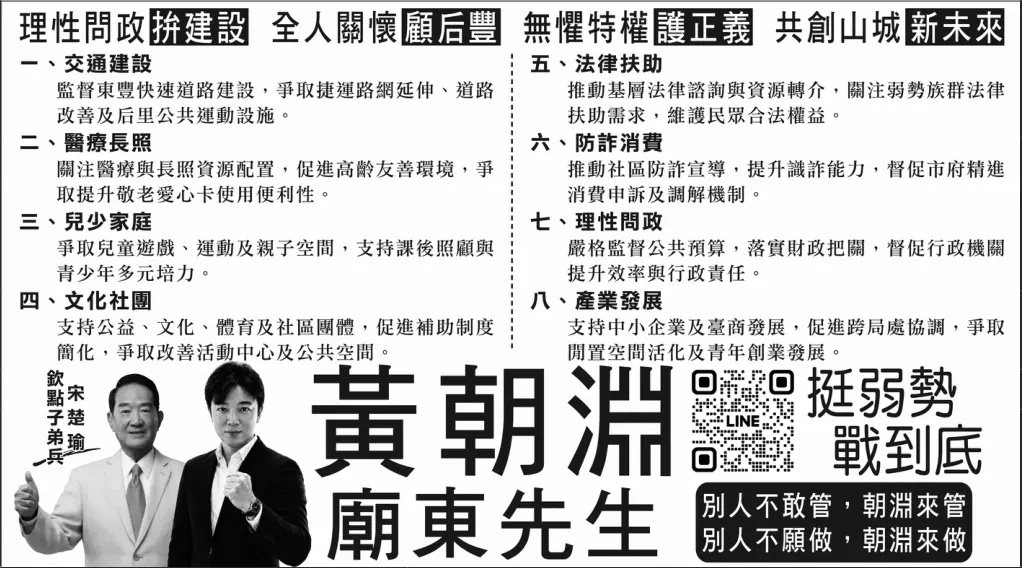 理性問政拚建設 全人關懷顧后豐 無懼特權護正義 共創山城新未來
一、交通建設
監督東豐快速道路建設，爭取捷運路網延伸、道路
改善及后里公共運動設施。
二、醫療長照
關注醫療與長照資源配置，促進高齡友善環境，爭
取提升敬老愛心卡使用便利性。
三、兒少家庭
爭取兒童遊戲、運動及親子空間，支持課後照顧與
青少年多元培力。
四、文化社團
支持公益、文化、體育及社區團體，促進補助制度
簡化，爭取改善活動中心及公共空間。
五、法律扶助
推動基層法律諮詢與資源轉介，關注弱勢族群法律
扶助需求，維護民眾合法權益。
六、防詐消費
推動社區防詐宣導，提升識詐能力，督促市府精進
消費申訴及調解機制。
七、理性問政
嚴格監督公共預算，落實財政把關，督促行政機關
提升效率與行政責任。
八、產業發展
支持中小企業及臺商發展，促進跨局處協調，爭取
閒置空間活化及青年創業發展。
宋楚瑜
欽點子弟兵
黃朝淵
廟東先生
LINE
挺弱勢
戰到底
別人不敢管，朝淵來管
別人不願做，朝淵來做